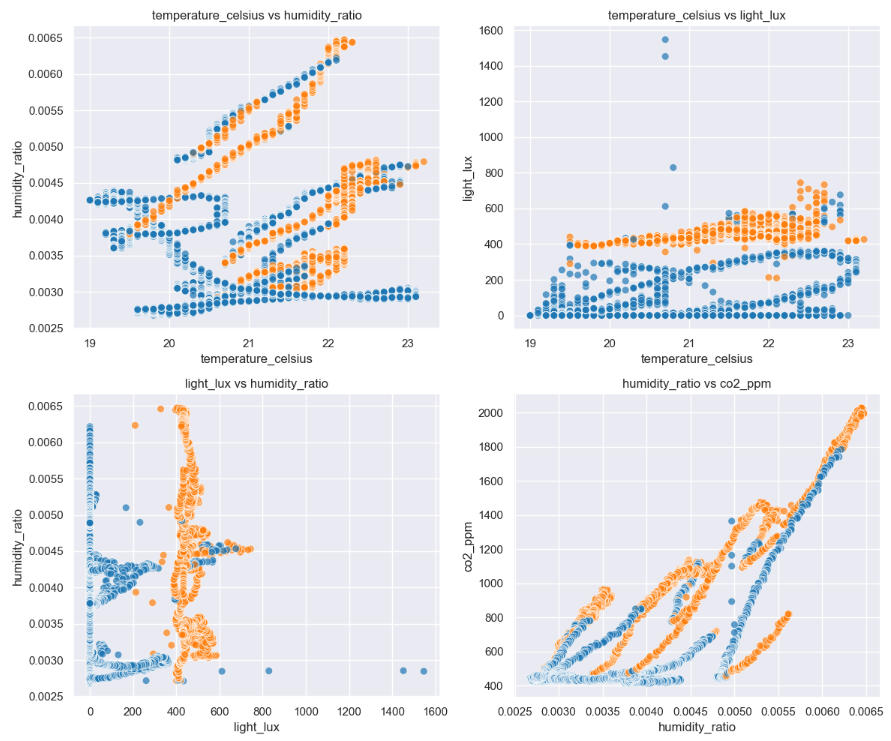 temperature_celsius vs humidity_ratio
humidity_ratio
0.0065
0.0060
0.0055
0.0050
0.0045
0.0040
0.0035
0.0030
0.0025
19 20 21 22 23
temperature_celsius
temperature_celsius vs light_lux
light_lux
1600
1400
1200
1000
800
600
400
200
0
19 20 21 22 23
temperature_celsius
light_lux vs humidity_ratio
humidity_ratio
0.0065
0.0060
0.0055
0.0050
0.0045
0.0040
0.0035
0.0030
0.0025
0 200 400 600 800 1000 1200 1400 1600
light_lux
humidity_ratio vs co2_ppm
co2_ppm
2000
1800
1600
1400
1200
1000
800
600
400
0.0025 0.0030 0.0035 0.0040 0.0045 0.0050 0.0055 0.0060 0.0065
humidity_ratio